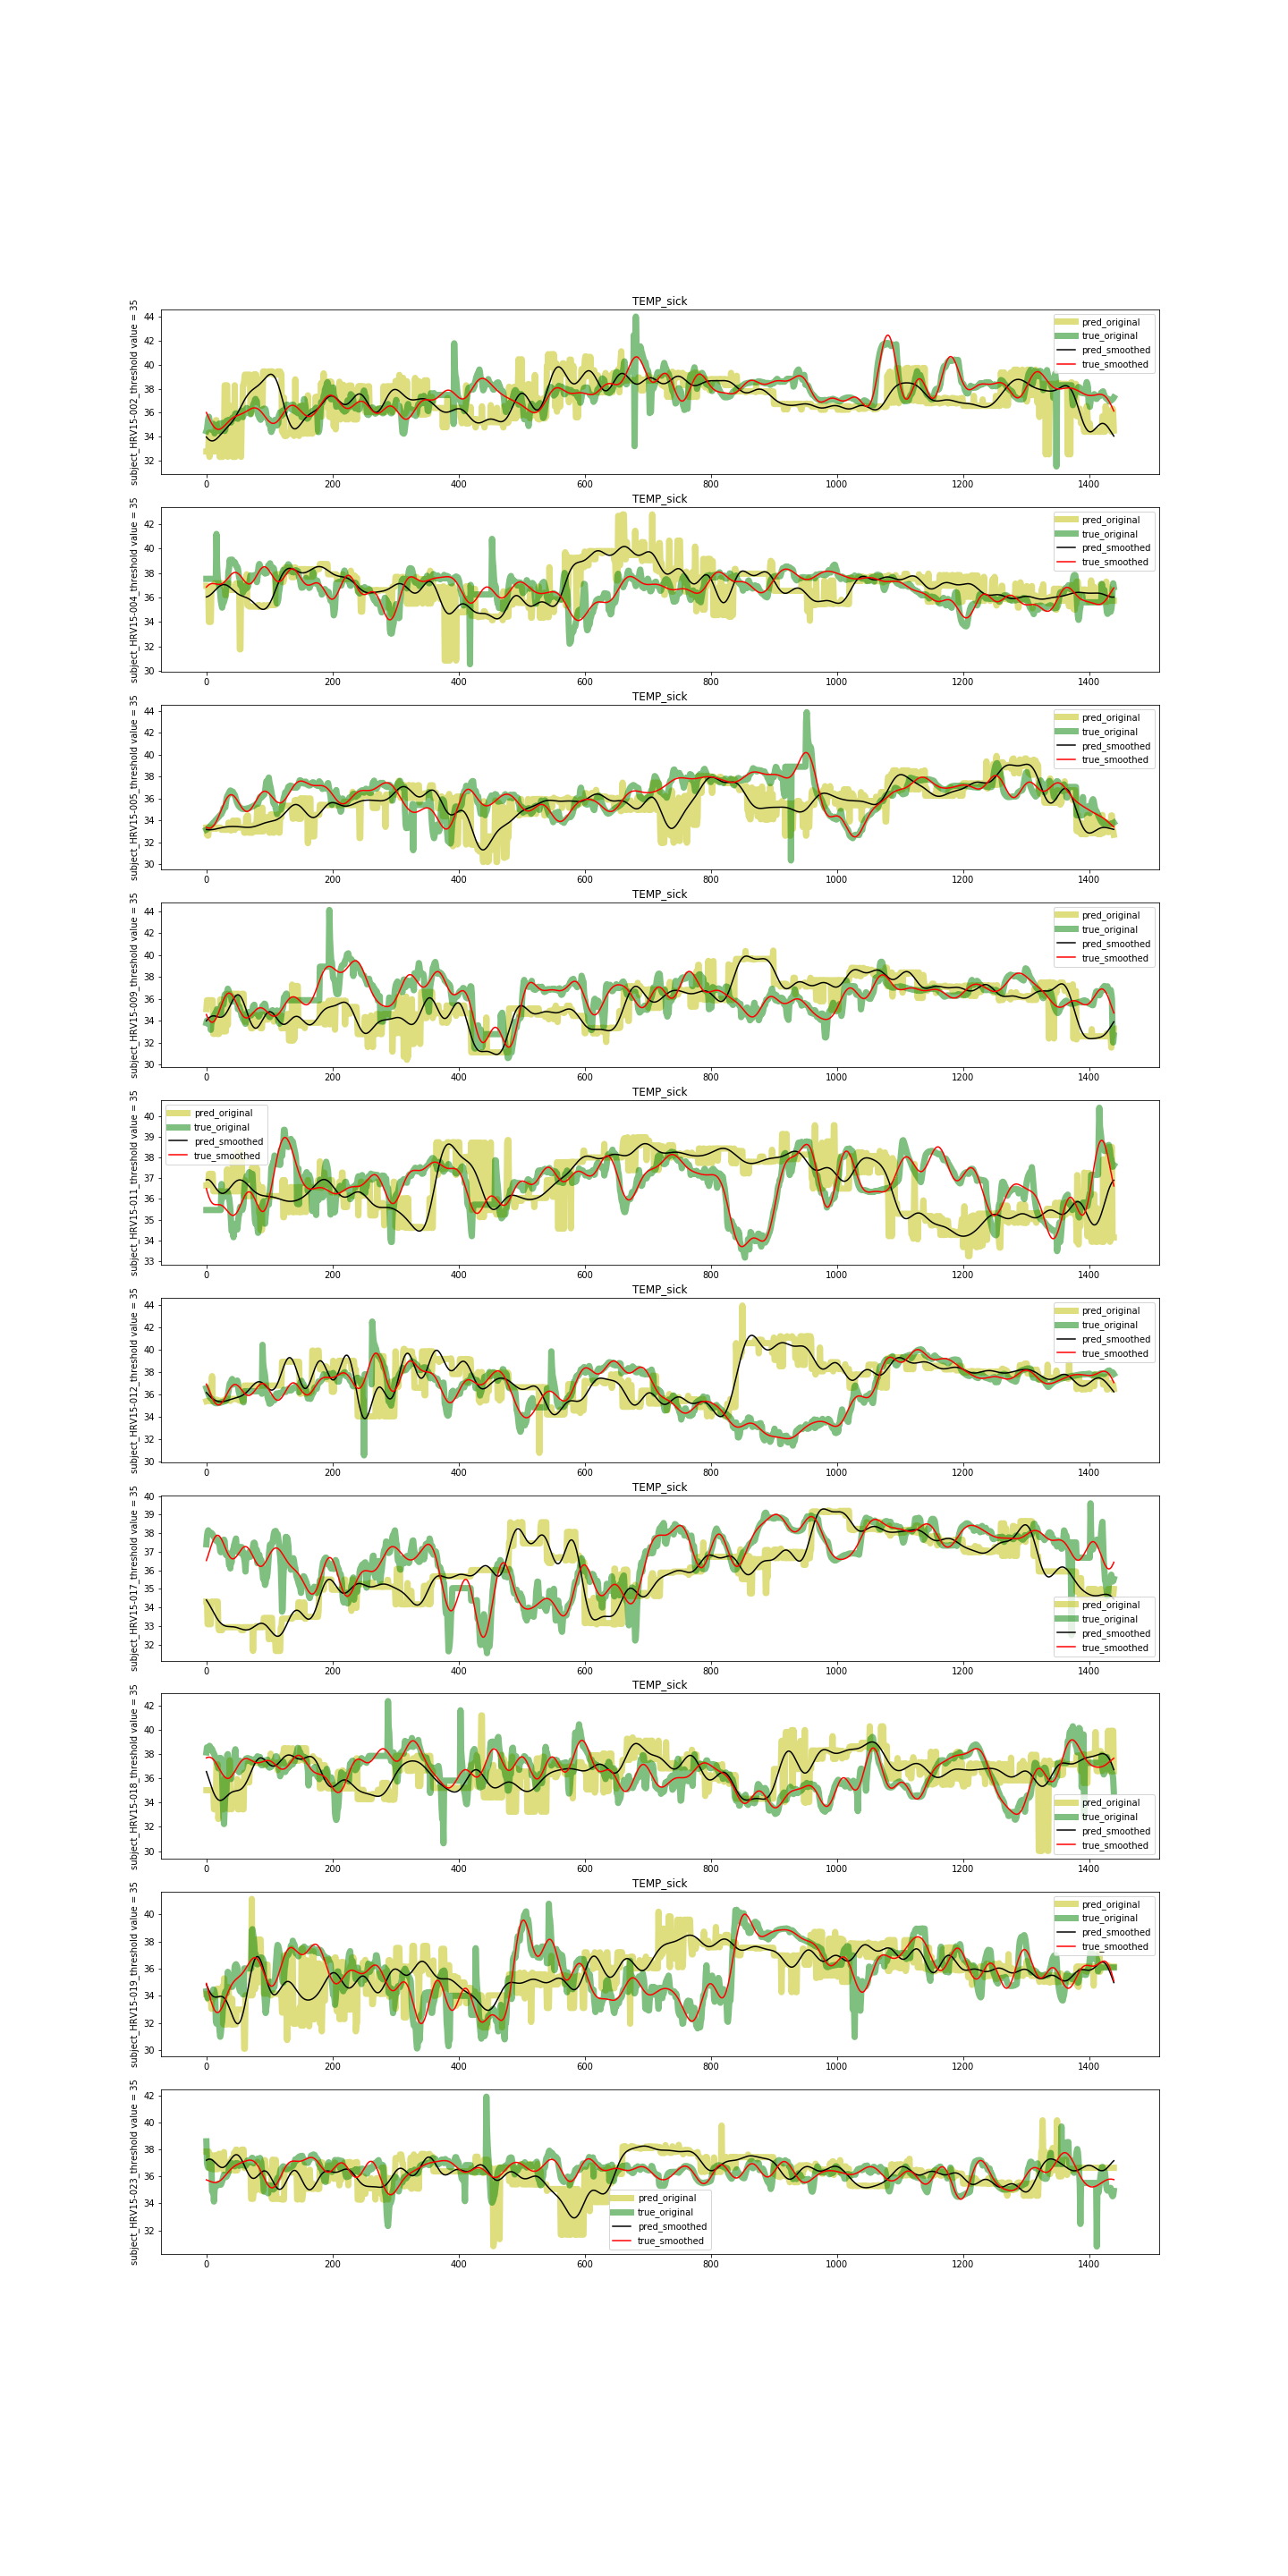 TEMP_sick
subject_HRV15-002_threshold value = 35
44
42
40
38
36
34
32
pred_original
true_original
pred_smoothed
true_smoothed
0 200 400 600 800 1000 1200 1400
TEMP_sick
subject_HRV15-004_threshold value = 35
42
40
38
36
34
32
30
pred_original
true_original
pred_smoothed
true_smoothed
0 200 400 600 800 1000 1200 1400
TEMP_sick
subject_HRV15-005_threshold value = 35
44
42
40
38
36
34
32
30
pred_original
true_original
pred_smoothed
true_smoothed
0 200 400 600 800 1000 1200 1400
TEMP_sick
subject_HRV15-009_threshold value = 35
44
42
40
38
36
34
32
30
pred_original
true_original
pred_smoothed
true_smoothed
0 200 400 600 800 1000 1200 1400
TEMP_sick
subject_HRV15-011_threshold value = 35
40
39
38
37
36
35
34
33
pred_original
true_original
pred_smoothed
true_smoothed
0 200 400 600 800 1000 1200 1400
TEMP_sick
subject_HRV15-012_threshold value = 35
44
42
40
38
36
34
32
30
pred_original
true_original
pred_smoothed
true_smoothed
0 200 400 600 800 1000 1200 1400
TEMP_sick
subject_HRV15-017_threshold value = 35
40
39
38
37
36
35
34
33
32
pred_original
true_original
pred_smoothed
true_smoothed
0 200 400 600 800 1000 1200 1400
TEMP_sick
subject_HRV15-018_threshold value = 35
42
40
38
36
34
32
30
pred_original
true_original
pred_smoothed
true_smoothed
0 200 400 600 800 1000 1200 1400
TEMP_sick
subject_HRV15-019_threshold value = 35
40
38
36
34
32
30
pred_original
true_original
pred_smoothed
true_smoothed
0 200 400 600 800 1000 1200 1400
TEMP_sick
subject_HRV15-023_threshold value = 35
42
40
38
36
34
32
pred_original
true_original
pred_smoothed
true_smoothed
0 200 400 600 800 1000 1200 1400